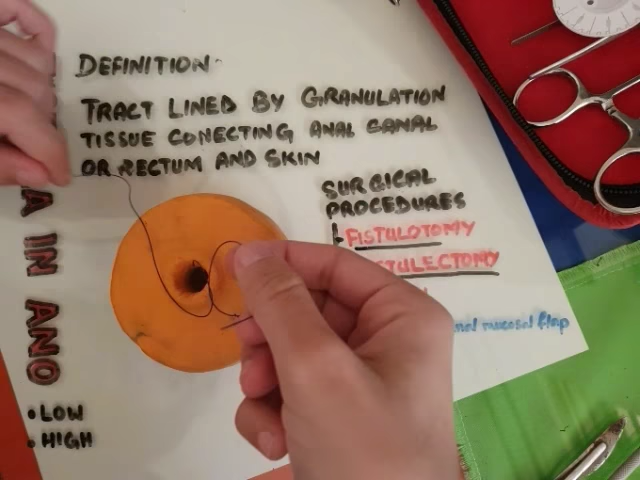 DEFINITION:
TRACT LINED BY GRANULATION
TISSUE CONECTING ANAL CANAL
OR RECTUM AND SKIN
SURGICAL
PROCEDURES
FISTULOTOMY
mucosal flap
A IN ANO
• LOW
• HIGH